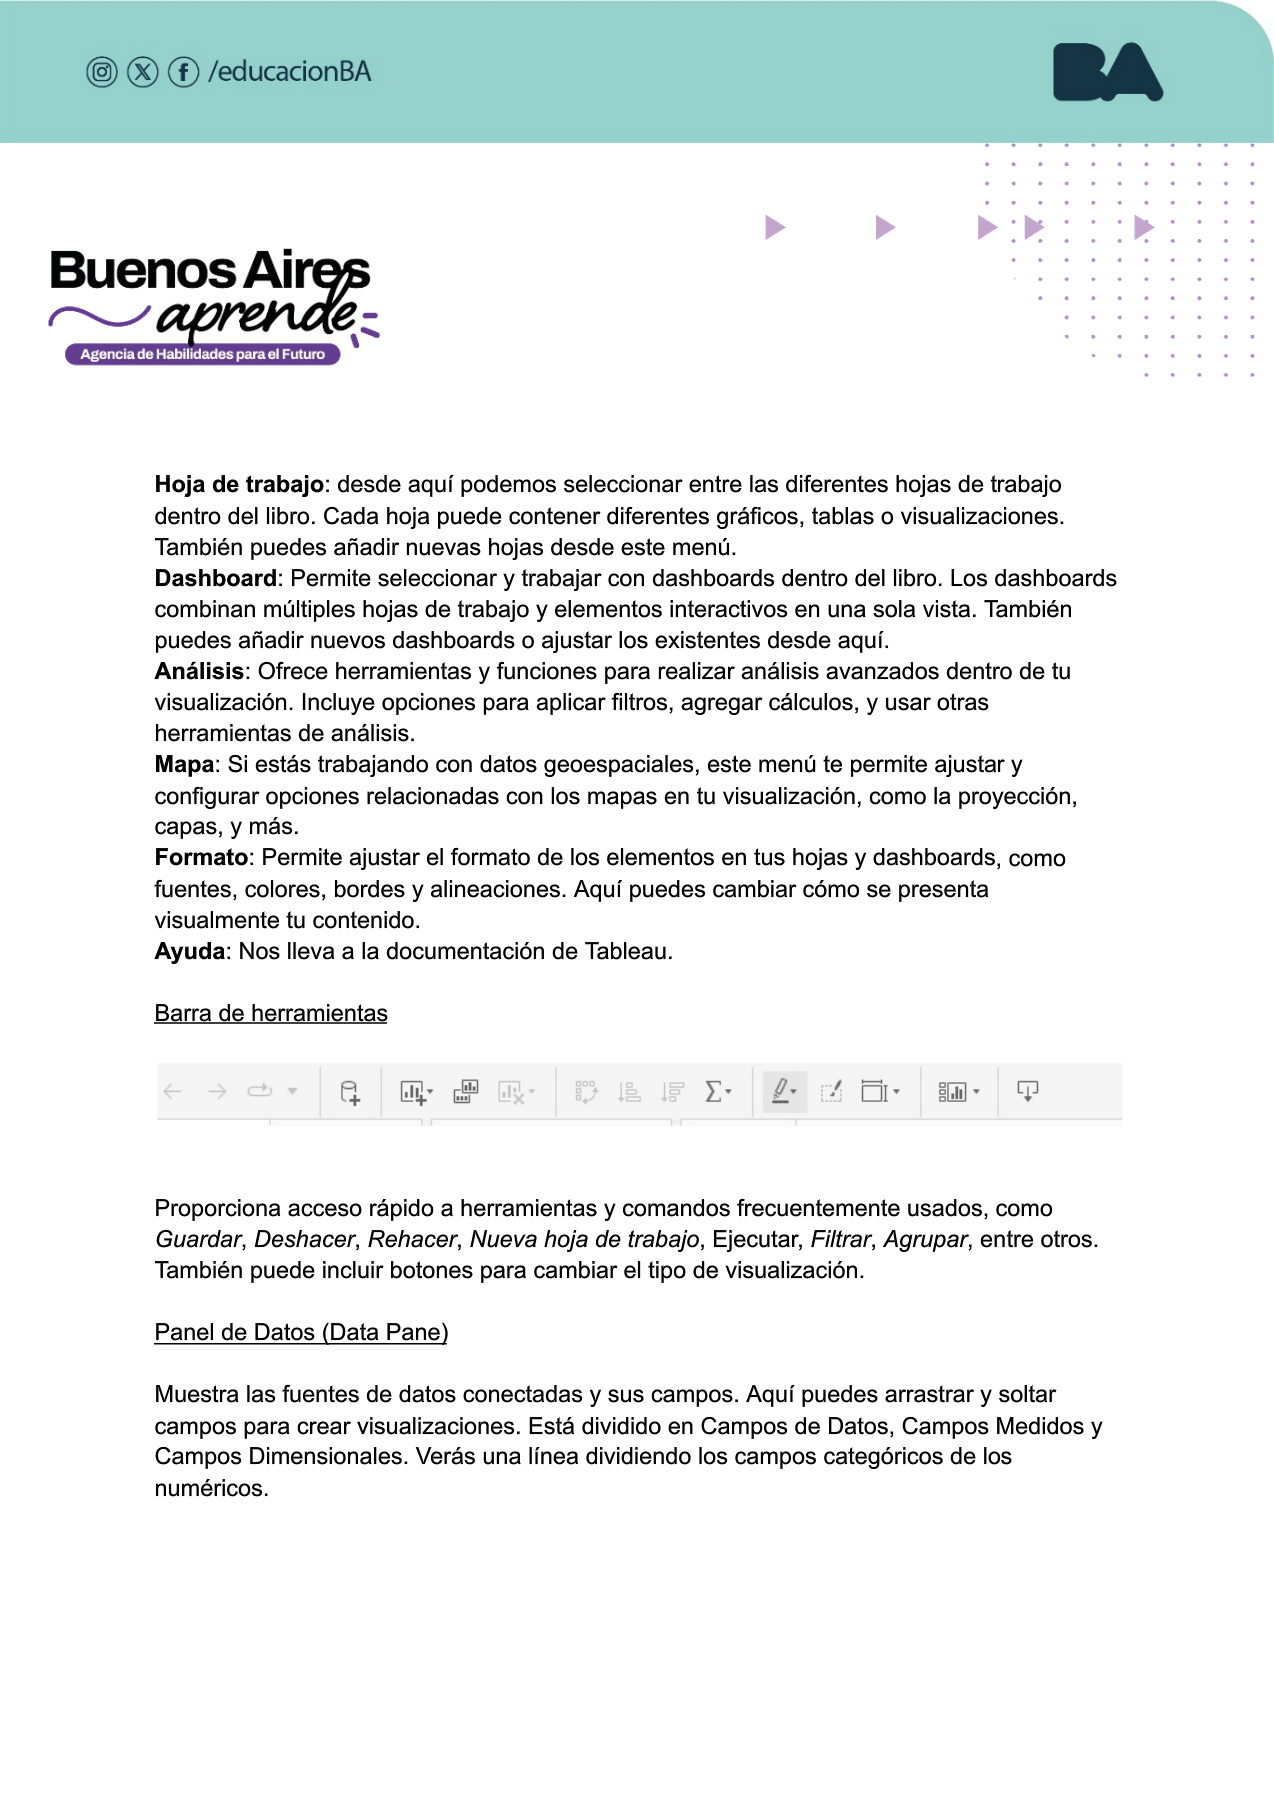 /educacionBA
BA
Buenos Aires
aprende
Agencia de Habilidades para el Futuro
Hoja de trabajo: desde aquí podemos seleccionar entre las diferentes hojas de trabajo
dentro del libro. Cada hoja puede contener diferentes gráficos, tablas o visualizaciones.
También puedes añadir nuevas hojas desde este menú.
Dashboard: Permite seleccionar y trabajar con dashboards dentro del libro. Los dashboards
combinan múltiples hojas de trabajo y elementos interactivos en una sola vista. También
puedes añadir nuevos dashboards o ajustar los existentes desde aquí.
Análisis: Ofrece herramientas y funciones para realizar análisis avanzados dentro de tu
visualización. Incluye opciones para aplicar filtros, agregar cálculos, y usar otras
herramientas de análisis.
Mapa: Si estás trabajando con datos geoespaciales, este menú te permite ajustar y
configurar opciones relacionadas con los mapas en tu visualización, como la proyección,
capas, y más.
Formato: Permite ajustar el formato de los elementos en tus hojas y dashboards, como
fuentes, colores, bordes y alineaciones. Aquí puedes cambiar cómo se presenta
visualmente tu contenido.
Ayuda: Nos lleva a la documentación de Tableau.
Barra de herramientas
Proporciona acceso rápido a herramientas y comandos frecuentemente usados, como
Guardar, Deshacer, Rehacer, Nueva hoja de trabajo, Ejecutar, Filtrar, Agrupar, entre otros.
También puede incluir botones para cambiar el tipo de visualización.
Panel de Datos (Data Pane)
Muestra las fuentes de datos conectadas y sus campos. Aquí puedes arrastrar y soltar
campos para crear visualizaciones. Está dividido en Campos de Datos, Campos Medidos y
Campos Dimensionales. Verás una línea dividiendo los campos categóricos de los
numéricos.